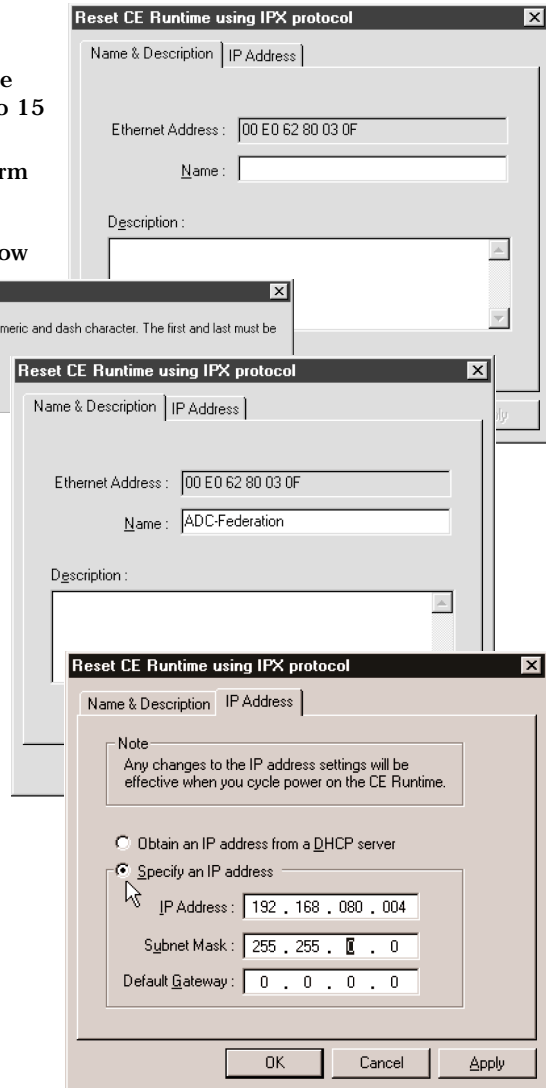 Reset CE Runtime using IPX protocol
Name & Description IP Address
to 15
Ethernet Address : 00 E0 62 80 03 0F
Name :
Description :
meric and dash character. The first and last must be
Reset CE Runtime using IPX protocol
Name & Description IP Address
Ethernet Address : 00 E0 62 80 03 0F
Name : ADC-Federation
Description :
Reset CE Runtime using IPX protocol
Name & Description IP Address
Note
Any changes to the IP address settings will be
effective when you cycle power on the CE Runtime.
Obtain an IP address from a DHCP server
Specify an IP address
IP Address : 192 . 168 . 080 . 004
Subnet Mask : 255 . 255 . 0 . 0
Default Gateway : 0 . 0 . 0 . 0
OK Cancel Apply